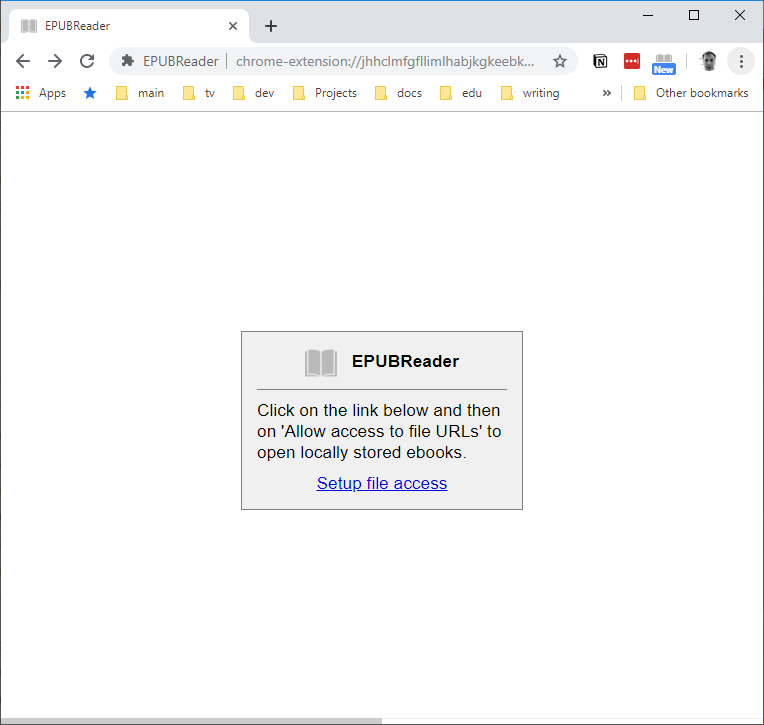 EPUBReader
EPUBReader chrome-extension://jhhclmfgfllimlhabjkgkeebk...
New
Apps main tv dev Projects docs edu writing » Other bookmarks
EPUBReader
Click on the link below and then
on 'Allow access to file URLs' to
open locally stored ebooks.
Setup file access